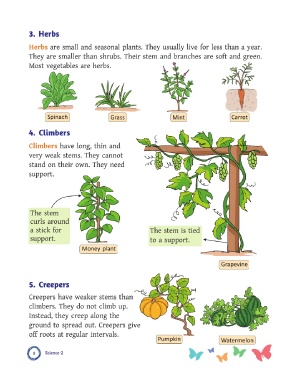 3. Herbs
Herbs are small and seasonal plants. They usually live for less than a year.
They are smaller than shrubs. Their stem and branches are soft and green.
Most vegetables are herbs.
Spinach
Grass
Mint
Carrot
4. Climbers
Climbers have long, thin and
very weak stems. They cannot
stand on their own. They need
support.
The stem
curls around
a stick for
support.
Money plant
The stem is tied
to a support.
Grapevine
5. Creepers
Creepers have weaker stems than
climbers. They do not climb up.
Instead, they creep along the
ground to spread out. Creepers give
off roots at regular intervals.
Pumpkin
Watermelon
Science-2